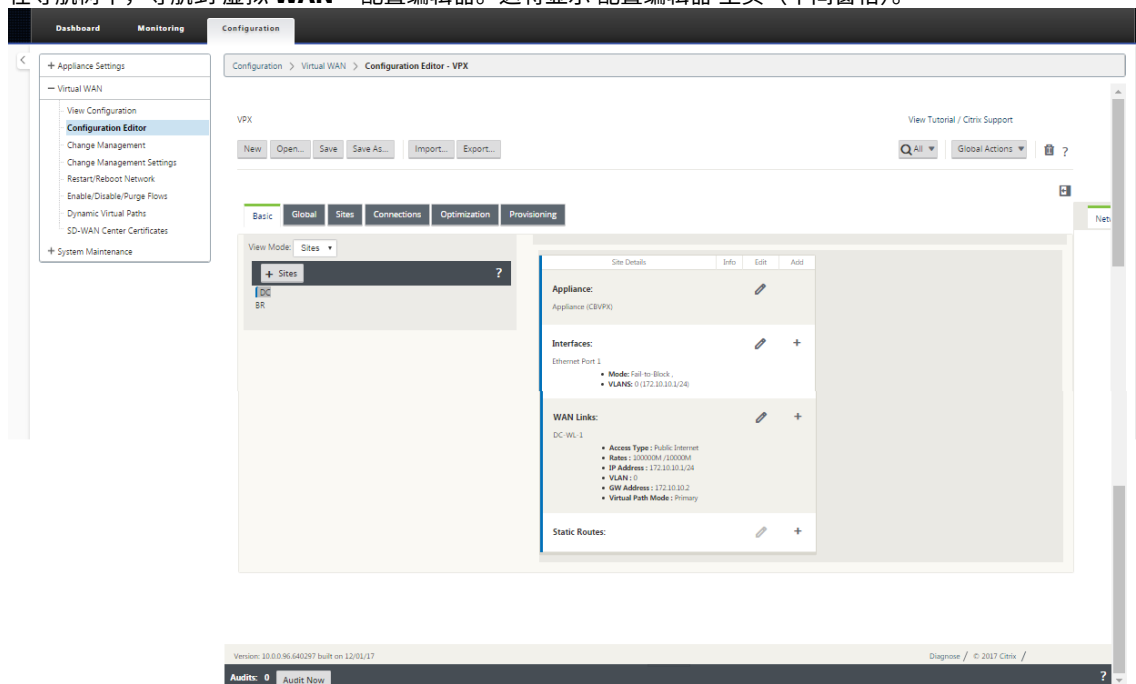 Dashboard Monitoring Configuration
+ Appliance Settings
− Virtual WAN
View Configuration
Configuration Editor
Change Management
Change Management Settings
Restart/Reboot Network
Enable/Disable/Purge Flows
Dynamic Virtual Paths
SD-WAN Center Certificates
+ System Maintenance
Configuration > Virtual WAN > Configuration Editor - VPX
VPX
View Tutorial / Citrix Support
New Open... Save Save As... Import... Export...
All Global Actions ?
Basic Global Sites Connections Optimization Provisioning
View Mode: Sites
+ Sites ?
DC
BR
Site Details Info Edit Add
Appliance:
Appliance (CBVPX)
Interfaces: +
Ethernet Port 1
• Mode: Fail-to-Block ,
• VLANS: 0 (172.10.10.1/24)
WAN Links: +
DC-WL-1
• Access Type : Public Internet
• Rates : 100000M /10000M
• IP Address : 172.10.10.1/24
• VLAN : 0
• GW Address : 172.10.10.2
• Virtual Path Mode : Primary
Static Routes: +
Version: 10.0.0.96.640297 built on 12/01/17
Diagnose / © 2017 Citrix /
Audits: 0 Audit Now ?